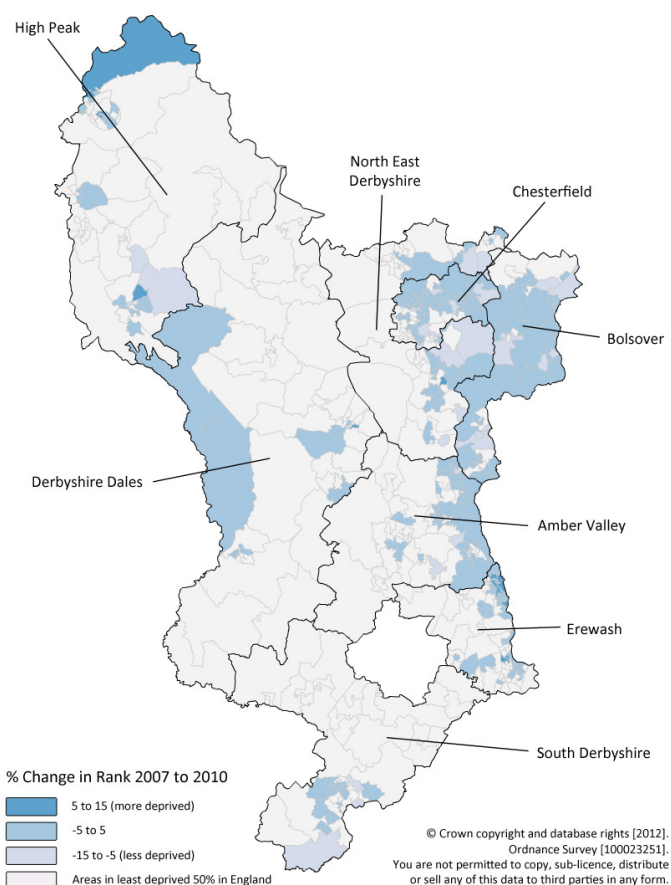 High Peak
North East
Derbyshire
Chesterfield
Bolsover
Derbyshire Dales
Amber Valley
Erewash
South Derbyshire
% Change in Rank 2007 to 2010
5 to 15 (more deprived)
-5 to 5
-15 to -5 (less deprived)
Areas in least deprived 50% in England
© Crown copyright and database rights [2012].
Ordnance Survey [100023251].
You are not permitted to copy, sub-licence, distribute
or sell any of this data to third parties in any form.